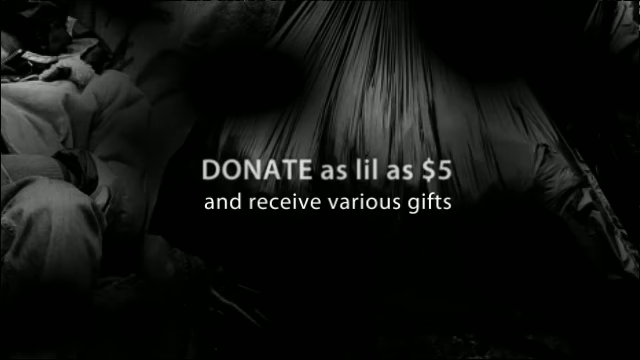 DONATE as lil as $5
and receive various gifts